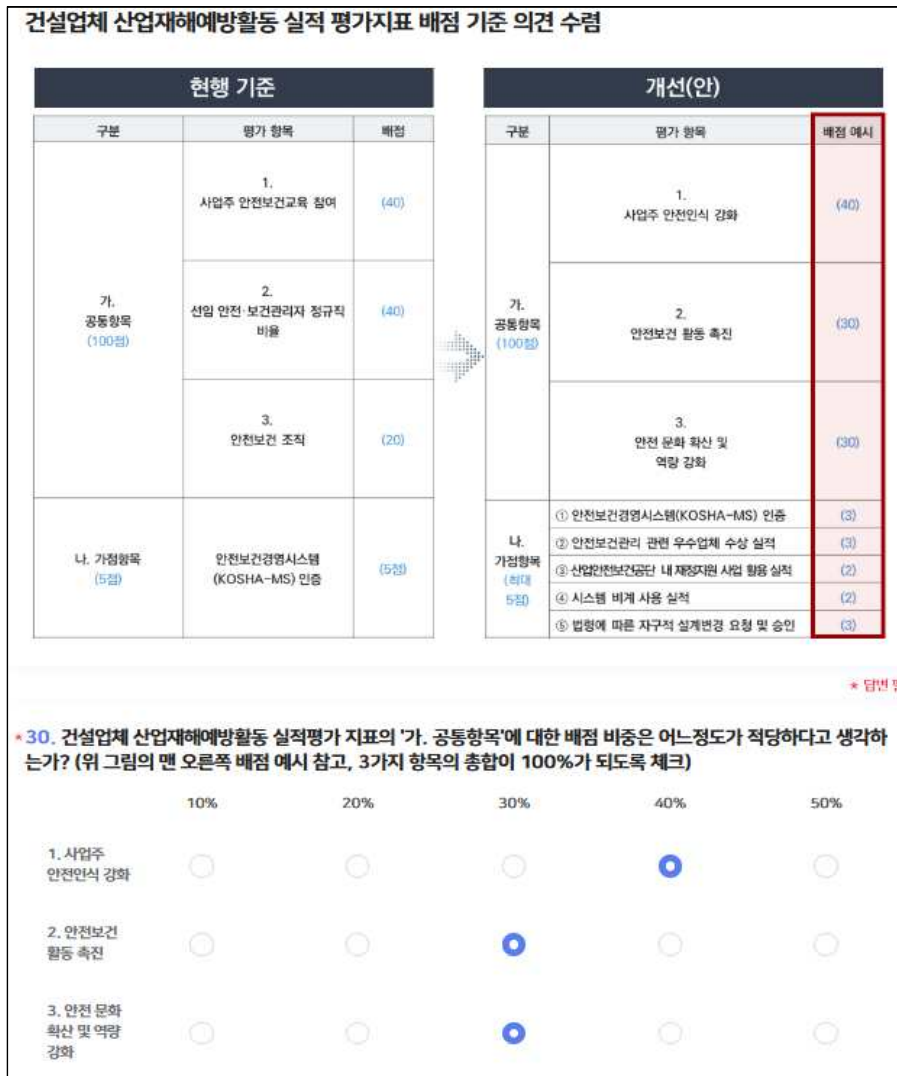 건설업체 산업재해예방활동 실적 평가지표 배점 기준 의견 수렴
현행 기준
구분
평가 항목
배점
가.
공통항목
(100점)
1.
사업주 안전보건교육 참여
(40)
2.
선임 안전·보건관리자 정규직
비율
(40)
3.
안전보건 조직
(20)
나. 가점항목
(5점)
안전보건경영시스템
(KOSHA-MS) 인증
(5점)
개선(안)
구분
평가 항목
배점 예시
가.
공통항목
(100점)
1.
사업주 안전인식 강화
(40)
2.
안전보건 활동 촉진
(30)
3.
안전 문화 확산 및
역량 강화
(30)
나.
가점항목
(최대
5점)
① 안전보건경영시스템(KOSHA-MS) 인증
(3)
② 안전보건관리 관련 우수업체 수상 실적
(3)
③ 산업안전보건공단 내 재정지원 사업 활용 실적
(2)
④ 시스템 비계 사용 실적
(2)
⑤ 법령에 따른 자구적 설계변경 요청 및 승인
(3)
* 답변
*30. 건설업체 산업재해예방활동 실적평가 지표의 '가. 공통항목'에 대한 배점 비중은 어느정도가 적당하다고 생각하
는가? (위 그림의 맨 오른쪽 배점 예시 참고, 3가지 항목의 총합이 100%가 되도록 체크)
10% 20% 30% 40% 50%
1. 사업주
안전인식 강화
2. 안전보건
활동 촉진
3. 안전 문화
확산 및 역량
강화